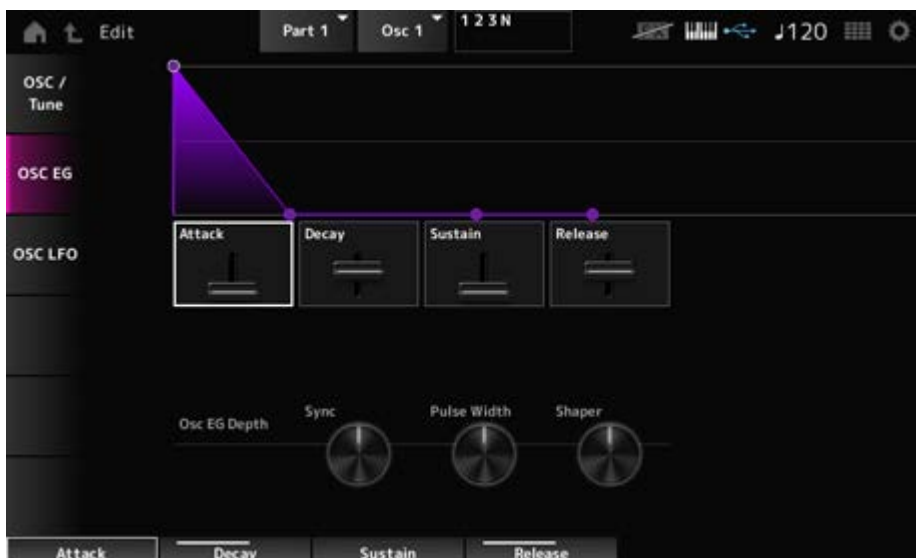 Edit
Part 1
Osc 1
1 2 3 N
♩120
OSC /
Tune
OSC EG
OSC LFO
Attack
Decay
Sustain
Release
Osc EG Depth
Sync
Pulse Width
Shaper
Attack
Decay
Sustain
Release